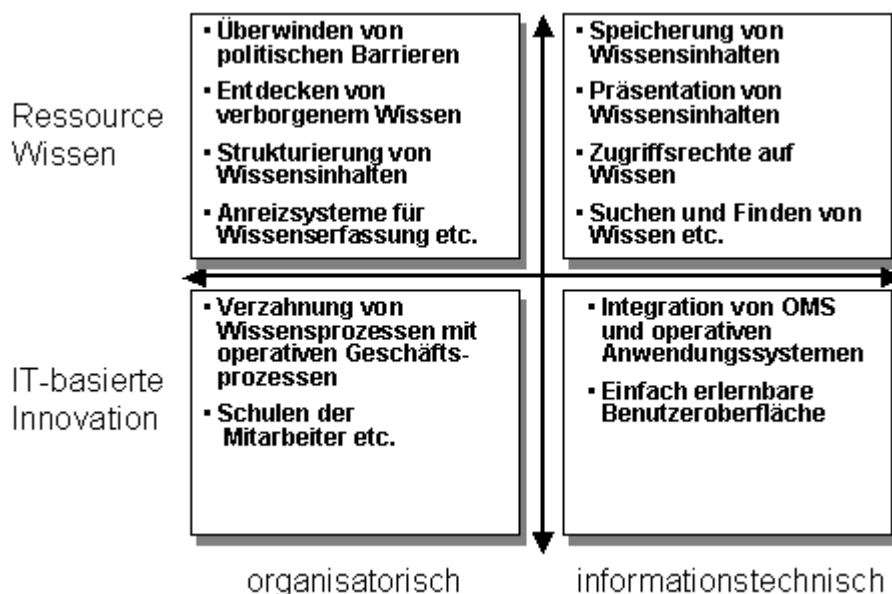 Ressource
Wissen
▪ Überwinden von
politischen Barrieren
▪ Entdecken von
verborgenem Wissen
▪ Strukturierung von
Wissensinhalten
▪ Anreizsysteme für
Wissenserfassung etc.
▪ Speicherung von
Wissensinhalten
▪ Präsentation von
Wissensinhalten
▪ Zugriffsrechte auf
Wissen
▪ Suchen und Finden von
Wissen etc.
IT-basierte
Innovation
▪ Verzahnung von
Wissensprozessen mit
operativen Geschäfts-
prozessen
▪ Schulen der
Mitarbeiter etc.
▪ Integration von OMS
und operativen
Anwendungssystemen
▪ Einfach erlernbare
Benutzeroberfläche
organisatorisch
informationstechnisch